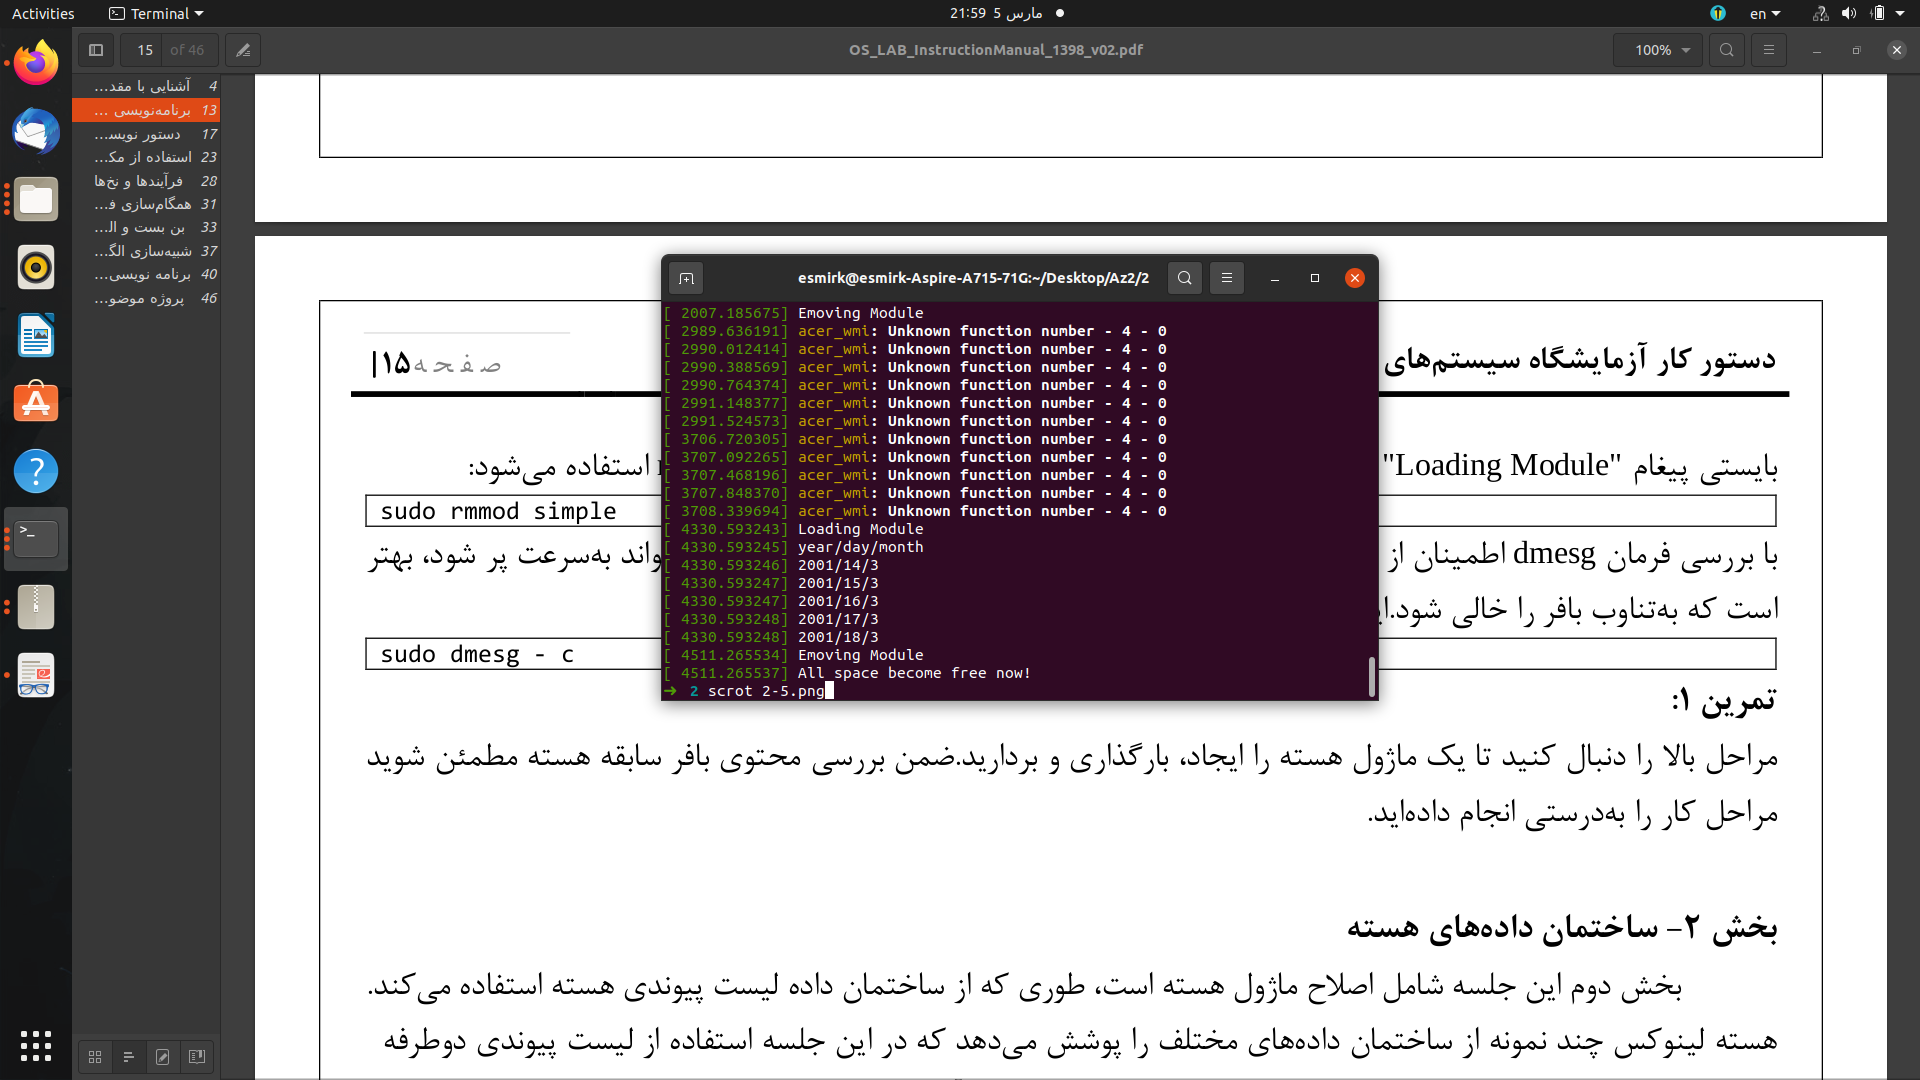 Activities
Terminal
21:59 5 مارس
en
15 of 46
OS_LAB_InstructionManual_1398_v02.pdf
100%
آشنایی با مقد... 4
برنامه‌نویسی ... 13
دستور نویس... 17
استفاده از مک... 23
فرآیندها و نخ‌ها 28
همگام‌سازی ف... 31
بن بست و الـ... 33
شبیه‌سازی الگ... 37
برنامه نویسی... 40
پروژه موضو... 46
دستور کار آزمایشگاه سیستم‌های
صفحه ۱۵|
بایستی پیغام "Loading Module"
استفاده می‌شود:
sudo rmmod simple
با بررسی فرمان dmesg اطمینان از
به‌سرعت پر شود، بهتر
است که به‌تناوب بافر را خالی شود.
sudo dmesg - c
esmirk@esmirk-Aspire-A715-71G:~/Desktop/Az2/2
[ 2007.185675] Emoving Module
[ 2989.636191] acer_wmi: Unknown function number - 4 - 0
[ 2990.012414] acer_wmi: Unknown function number - 4 - 0
[ 2990.388569] acer_wmi: Unknown function number - 4 - 0
[ 2990.764374] acer_wmi: Unknown function number - 4 - 0
[ 2991.148377] acer_wmi: Unknown function number - 4 - 0
[ 2991.524573] acer_wmi: Unknown function number - 4 - 0
[ 3706.720305] acer_wmi: Unknown function number - 4 - 0
[ 3707.092265] acer_wmi: Unknown function number - 4 - 0
[ 3707.468196] acer_wmi: Unknown function number - 4 - 0
[ 3707.848370] acer_wmi: Unknown function number - 4 - 0
[ 3708.339694] acer_wmi: Unknown function number - 4 - 0
[ 4330.593243] Loading Module
[ 4330.593245] year/day/month
[ 4330.593246] 2001/14/3
[ 4330.593247] 2001/15/3
[ 4330.593247] 2001/16/3
[ 4330.593248] 2001/17/3
[ 4330.593248] 2001/18/3
[ 4511.265534] Emoving Module
[ 4511.265537] All space become free now!
➜ 2 scrot 2-5.png
تمرین ۱:
مراحل بالا را دنبال کنید تا یک ماژول هسته را ایجاد، بارگذاری و بردارید.ضمن بررسی محتوی بافر سابقه هسته مطمئن شوید
مراحل کار را به‌درستی انجام داده‌اید.
بخش ۲- ساختمان داده‌های هسته
بخش دوم این جلسه شامل اصلاح ماژول هسته است، طوری که از ساختمان داده لیست پیوندی هسته استفاده می‌کند.
هسته لینوکس چند نمونه از ساختمان داده‌های مختلف را پوشش می‌دهد که در این جلسه استفاده از لیست پیوندی دوطرفه